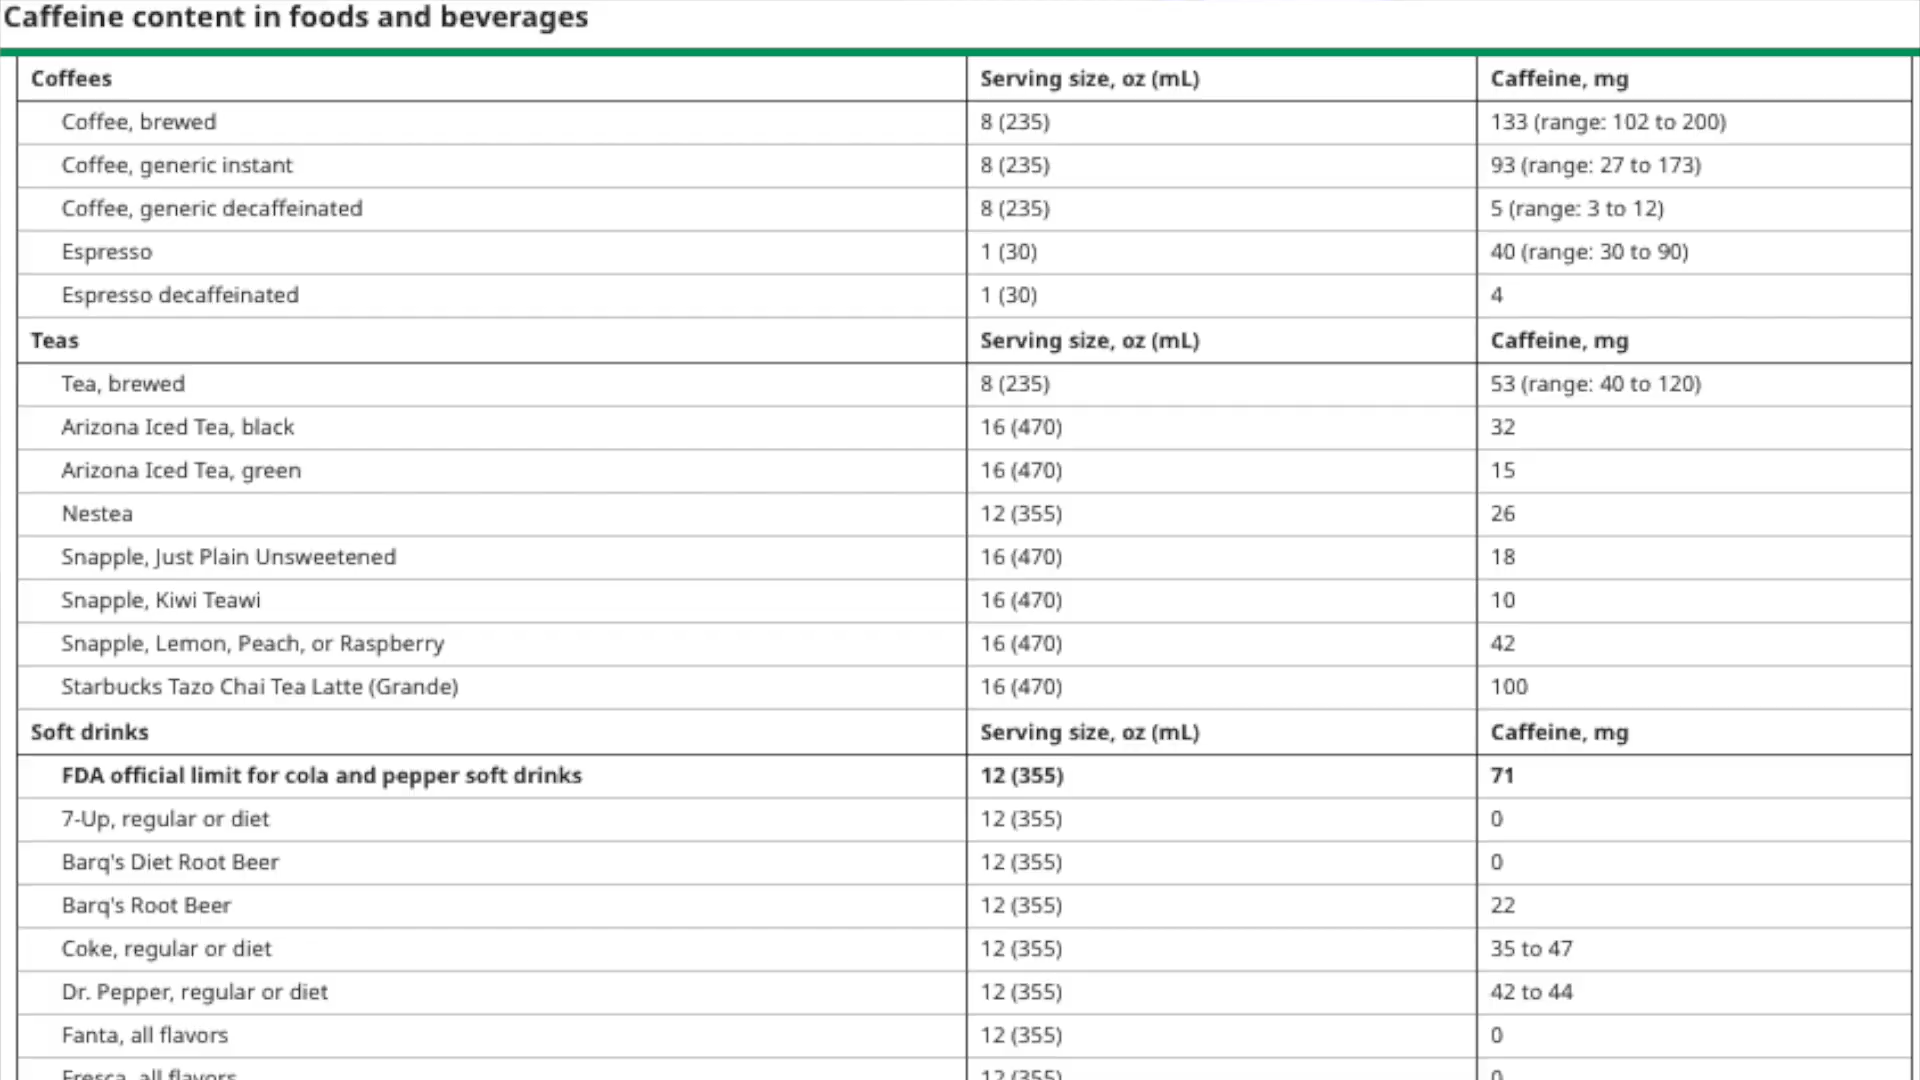 Caffeine content in foods and beverages
Coffees Serving size, oz (mL) Caffeine, mg
Coffee, brewed 8 (235) 133 (range: 102 to 200)
Coffee, generic instant 8 (235) 93 (range: 27 to 173)
Coffee, generic decaffeinated 8 (235) 5 (range: 3 to 12)
Espresso 1 (30) 40 (range: 30 to 90)
Espresso decaffeinated 1 (30) 4
Teas Serving size, oz (mL) Caffeine, mg
Tea, brewed 8 (235) 53 (range: 40 to 120)
Arizona Iced Tea, black 16 (470) 32
Arizona Iced Tea, green 16 (470) 15
Nestea 12 (355) 26
Snapple, Just Plain Unsweetened 16 (470) 18
Snapple, Kiwi Teawi 16 (470) 10
Snapple, Lemon, Peach, or Raspberry 16 (470) 42
Starbucks Tazo Chai Tea Latte (Grande) 16 (470) 100
Soft drinks Serving size, oz (mL) Caffeine, mg
FDA official limit for cola and pepper soft drinks 12 (355) 71
7-Up, regular or diet 12 (355) 0
Barq's Diet Root Beer 12 (355) 0
Barq's Root Beer 12 (355) 22
Coke, regular or diet 12 (355) 35 to 47
Dr. Pepper, regular or diet 12 (355) 42 to 44
Fanta, all flavors 12 (355) 0
Fresca, all flavors 12 (355) 0